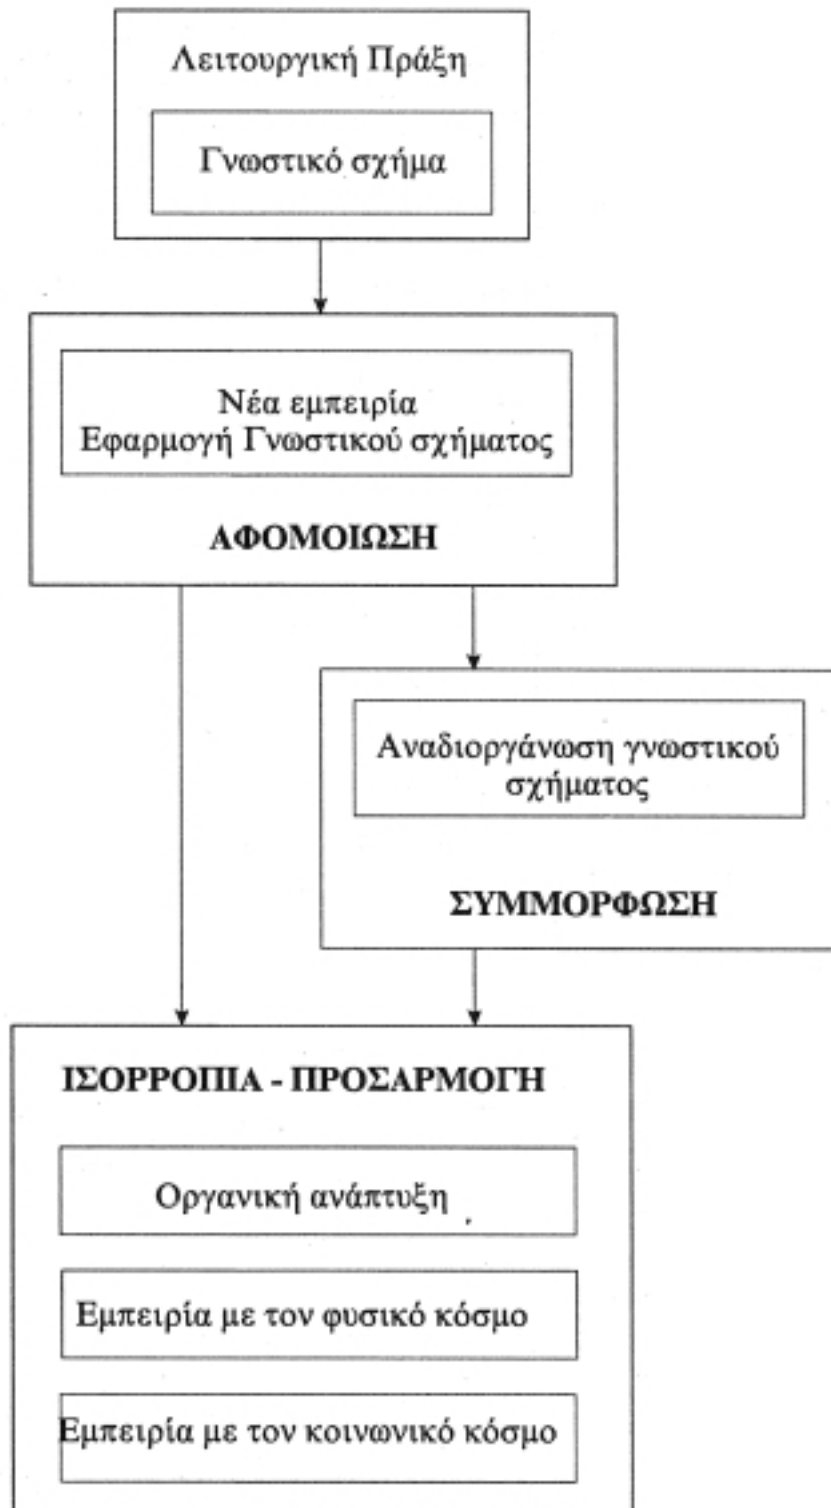 Λειτουργική Πράξη
Γνωστικό σχήμα
Νέα εμπειρία
Εφαρμογή Γνωστικού σχήματος
ΑΦΟΜΟΙΩΣΗ
Αναδιοργάνωση γνωστικού
σχήματος
ΣΥΜΜΟΡΦΩΣΗ
ΙΣΟΡΡΟΠΙΑ - ΠΡΟΣΑΡΜΟΓΗ
Οργανική ανάπτυξη
Εμπειρία με τον φυσικό κόσμο
Εμπειρία με τον κοινωνικό κόσμο